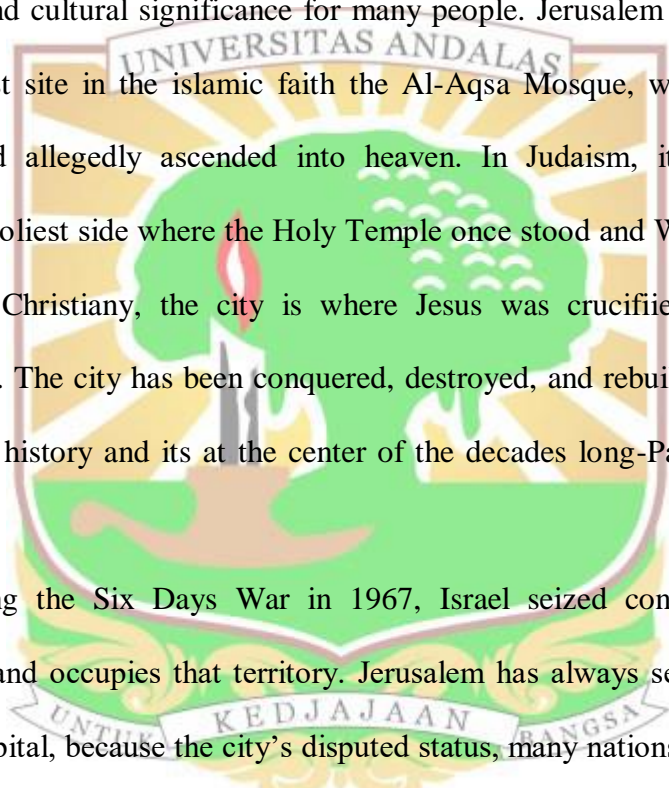 nd cultural significance for many people. Jerusalem
UNIVERSITAS ANDALAS
t site in the islamic faith the Al-Aqsa Mosque, w
d allegedly ascended into heaven. In Judaism, it
oliest side where the Holy Temple once stood and W
Christiany, the city is where Jesus was crucifiie
. The city has been conquered, destroyed, and rebui
history and its at the center of the decades long-Pa
ng the Six Days War in 1967, Israel seized con
and occupies that territory. Jerusalem has always se
UNTUK KEDJAJAAN BANGSA
pital, because the city's disputed status, many nations